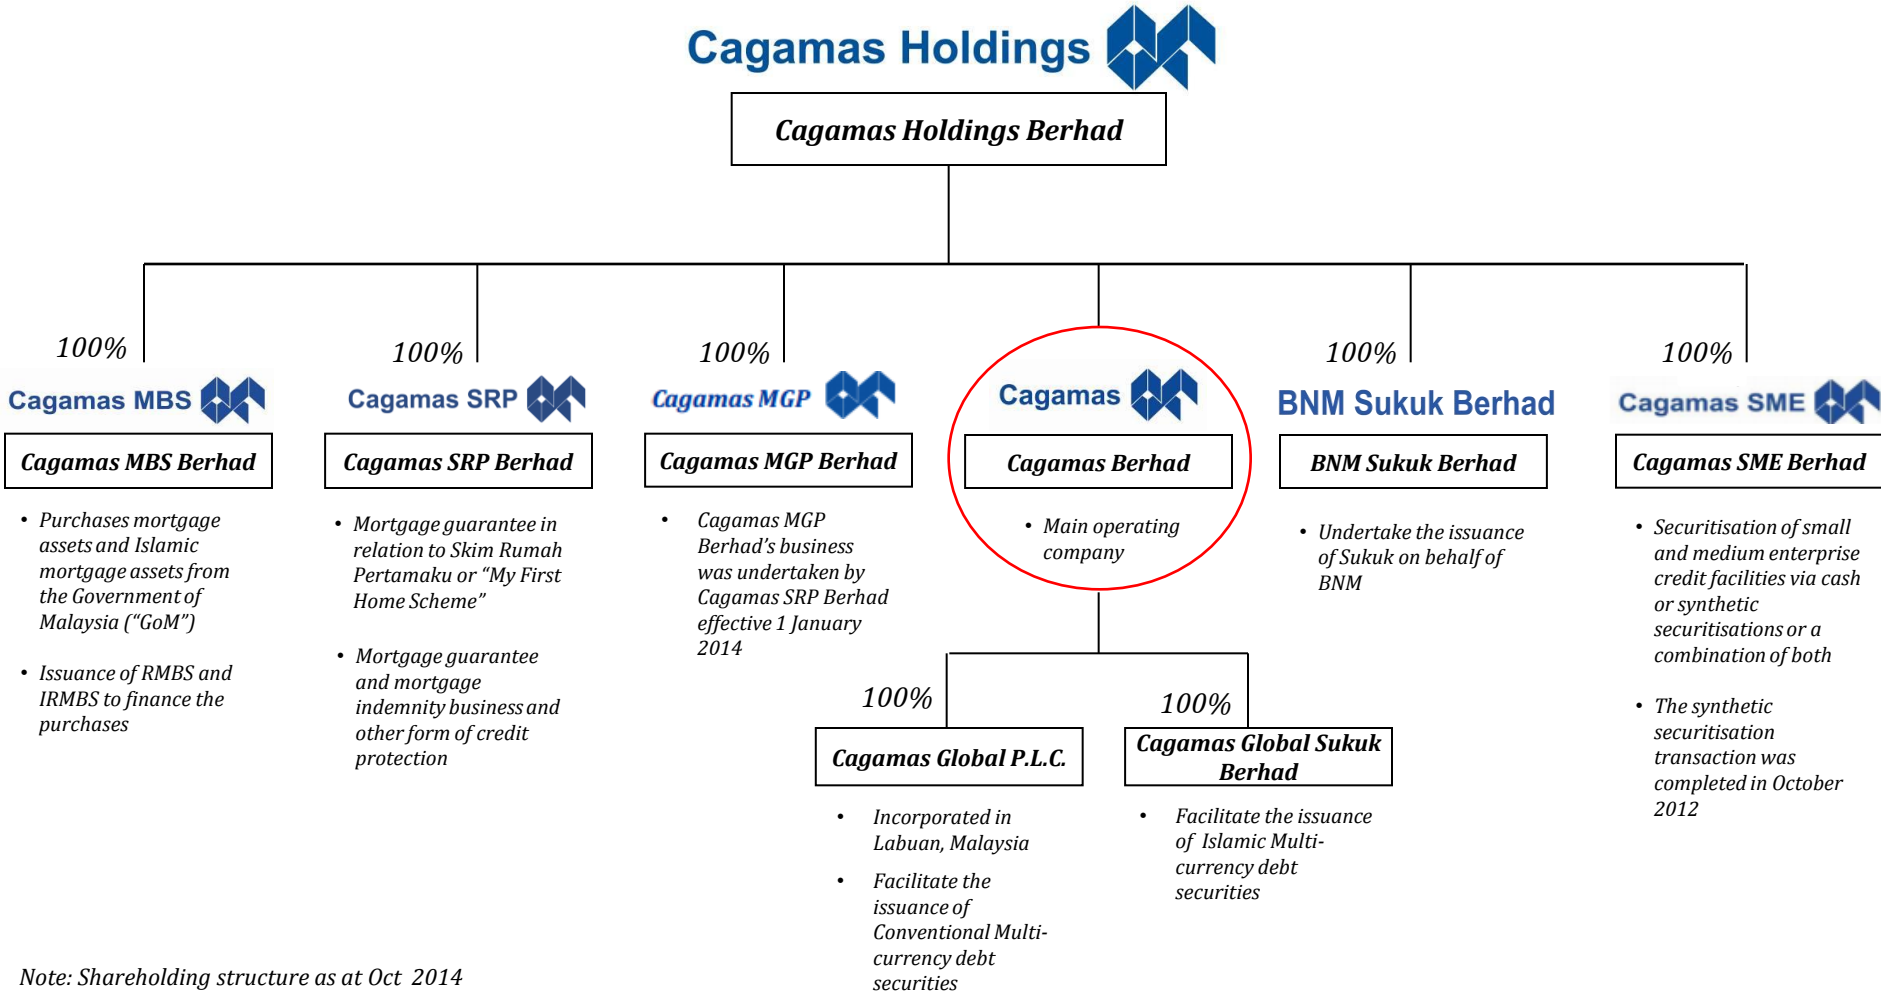 Cagamas Holdings
Cagamas Holdings Berhad
100%
Cagamas MBS
Cagamas MBS Berhad
• Purchases mortgage
assets and Islamic
mortgage assets from
the Government of
Malaysia (“GoM”)
• Issuance of RMBS and
IRMBS to finance the
purchases
100%
Cagamas SRP
Cagamas SRP Berhad
• Mortgage guarantee in
relation to Skim Rumah
Pertamaku or “My First
Home Scheme”
• Mortgage guarantee
and mortgage
indemnity business and
other form of credit
protection
100%
Cagamas MGP
Cagamas MGP Berhad
• Cagamas MGP
Berhad’s business
was undertaken by
Cagamas SRP Berhad
effective 1 January
2014
Cagamas
Cagamas Berhad
• Main operating
company
100%
Cagamas Global P.L.C.
• Incorporated in
Labuan, Malaysia
• Facilitate the
issuance of
Conventional Multi-
currency debt
securities
100%
Cagamas Global Sukuk
Berhad
• Facilitate the issuance
of Islamic Multi-
currency debt
securities
100%
BNM Sukuk Berhad
BNM Sukuk Berhad
• Undertake the issuance
of Sukuk on behalf of
BNM
100%
Cagamas SME
Cagamas SME Berhad
• Securitisation of small
and medium enterprise
credit facilities via cash
or synthetic
securitisations or a
combination of both
• The synthetic
securitisation
transaction was
completed in October
2012
Note: Shareholding structure as at Oct 2014